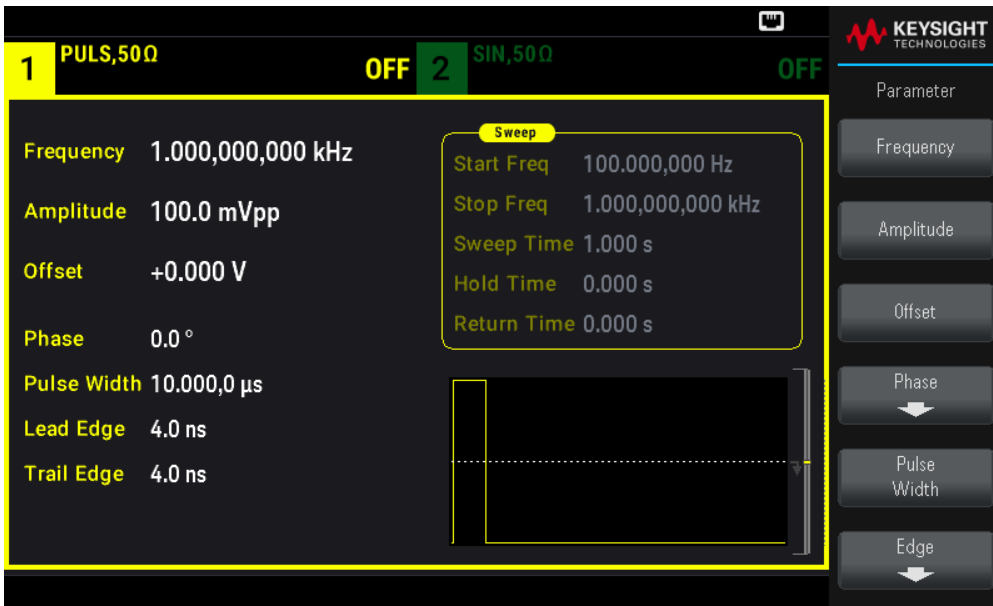 KEYSIGHT
TECHNOLOGIES
1 PULS,50Ω OFF 2 SIN,50Ω OFF
Parameter
Frequency 1.000,000,000 kHz
Amplitude 100.0 mVpp
Offset +0.000 V
Phase 0.0 °
Pulse Width 10.000,0 µs
Lead Edge 4.0 ns
Trail Edge 4.0 ns
Sweep
Start Freq 100.000,000 Hz
Stop Freq 1.000,000,000 kHz
Sweep Time 1.000 s
Hold Time 0.000 s
Return Time 0.000 s
Frequency
Amplitude
Offset
Phase
Pulse
Width
Edge